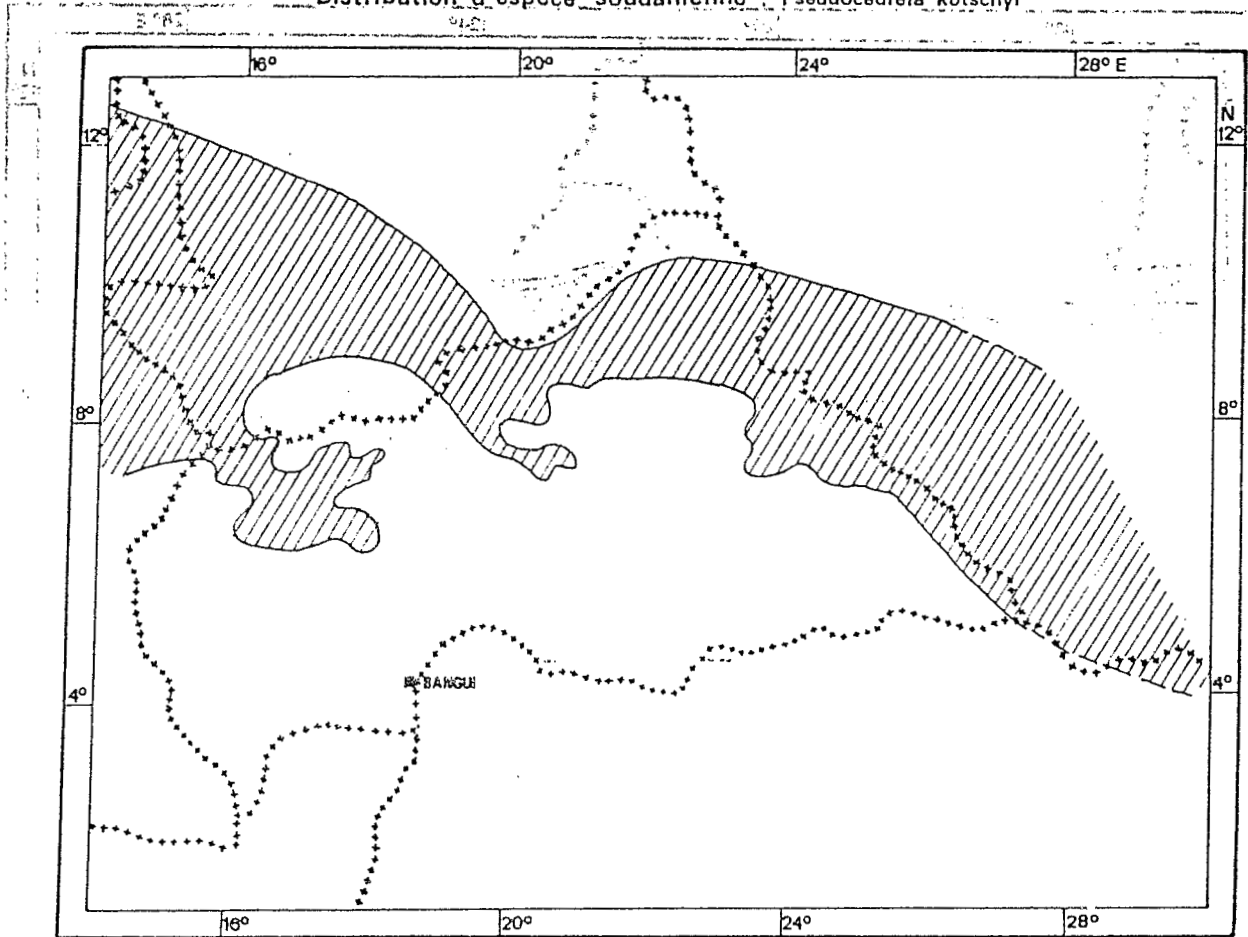 Distribution d'espèce soudanienne : Pseudocedrela kotschyi
16° 20° 24° 28° E
N
12° 12°
8° 8°
BANGUI
4° 4°
16° 20° 24° 28°